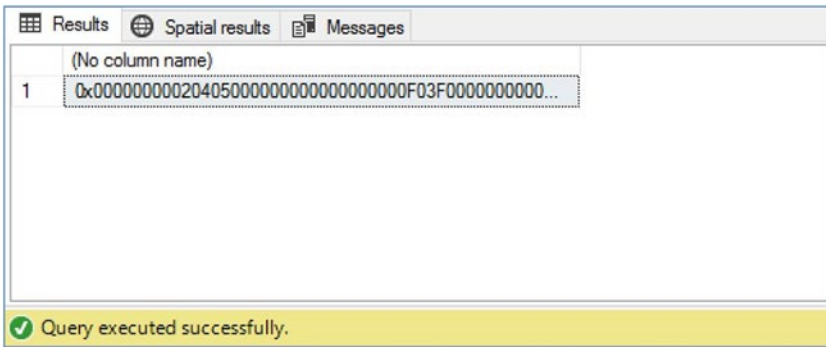 Results Spatial results Messages
(No column name)
1 0x00000000020405000000000000000000F03F0000000000...
Query executed successfully.